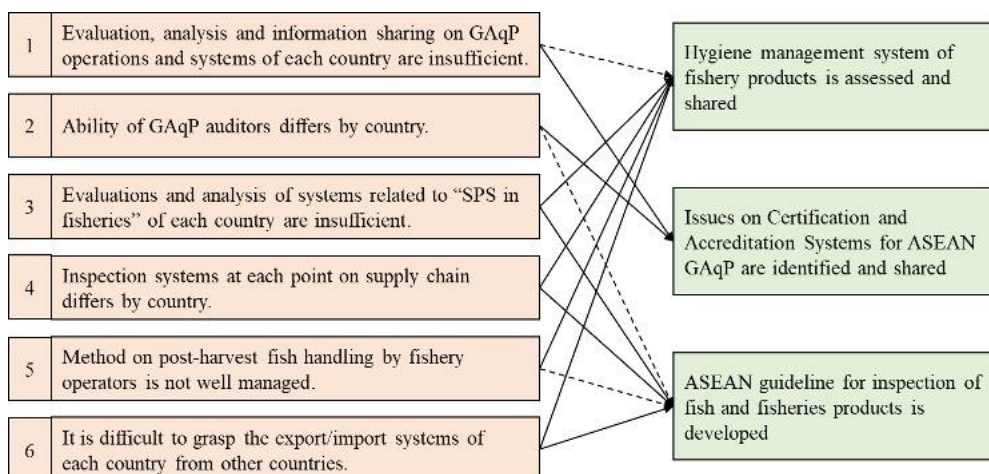 1
Evaluation, analysis and information sharing on GAqP
operations and systems of each country are insufficient.
2
Ability of GAqP auditors differs by country.
3
Evaluations and analysis of systems related to “SPS in
fisheries” of each country are insufficient.
4
Inspection systems at each point on supply chain
differs by country.
5
Method on post-harvest fish handling by fishery
operators is not well managed.
6
It is difficult to grasp the export/import systems of
each country from other countries.
Hygiene management system of
fishery products is assessed and
shared
Issues on Certification and
Accreditation Systems for ASEAN
GAqP are identified and shared
ASEAN guideline for inspection of
fish and fisheries products is
developed